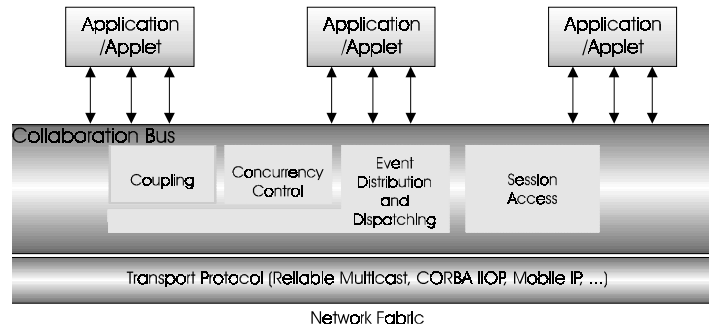 Application
/Applet
Application
/Applet
Application
/Applet
Collaboration Bus
Coupling
Concurrency
Control
Event
Distribution
and
Dispatching
Session
Access
Transport Protocol (Reliable Multicast, CORBA IIOP, Mobile IP, ...)
Network Fabric